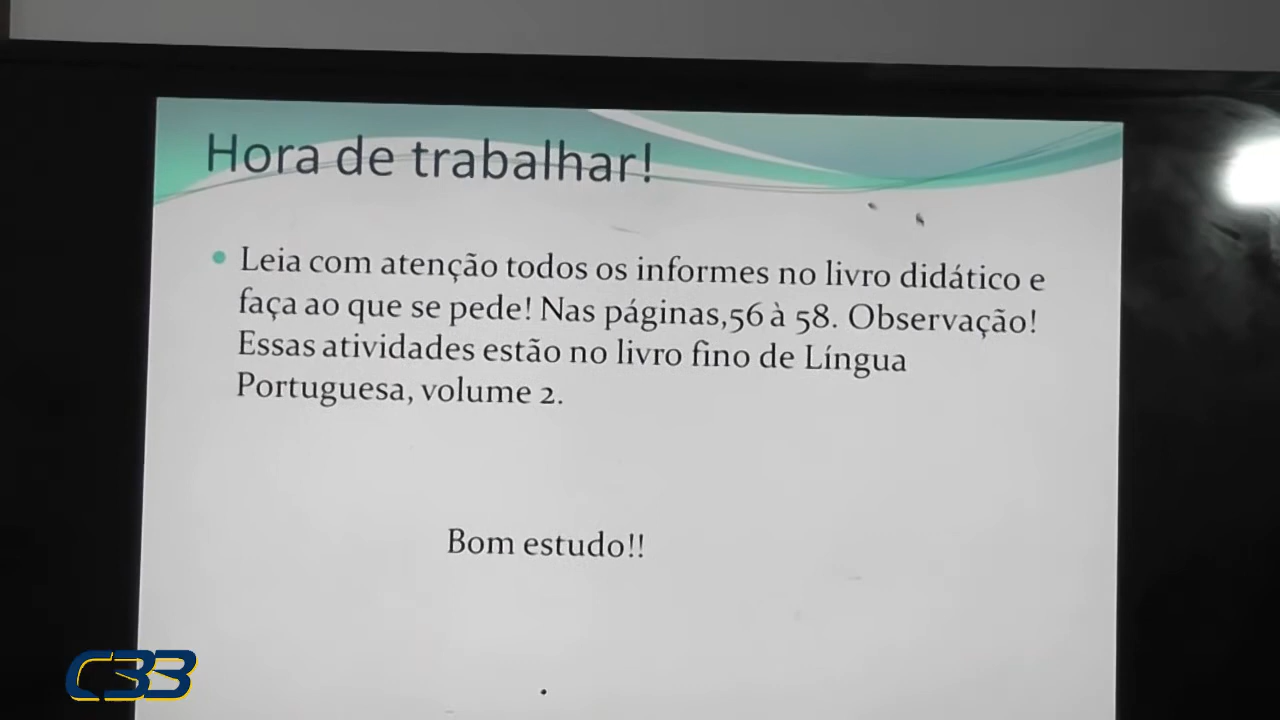 Hora de trabalhar!
• Leia com atenção todos os informes no livro didático e
faça ao que se pede! Nas páginas,56 à 58. Observação!
Essas atividades estão no livro fino de Língua
Portuguesa, volume 2.
Bom estudo!!
CBB